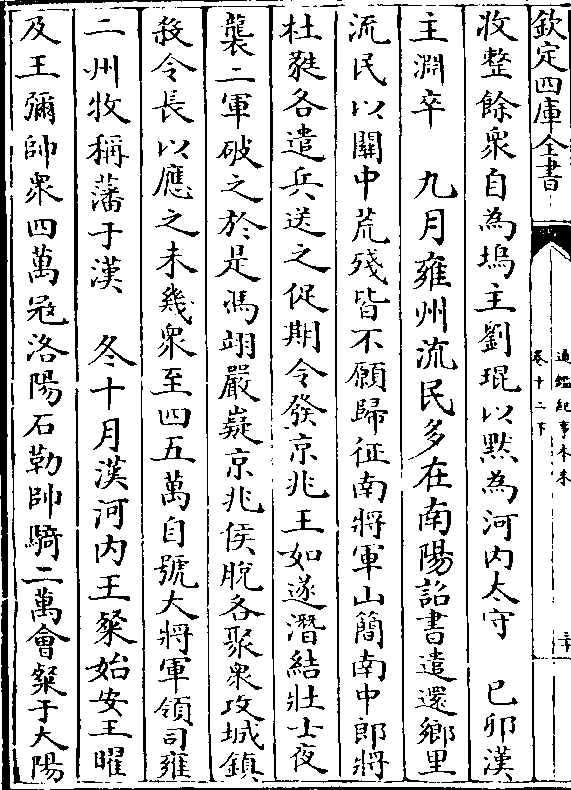 欽定四庫全書
通鑑紀事本末
卷十二下
三十
收整餘衆自為塢主劉琨以黙為河内太守　己卯漢
主淵卒　九月雍州流民多在南陽詔書遣還鄉里
流民以關中荒殘皆不願歸征南將軍山簡南中郎將
杜蕤各遣兵送之促期令發京兆王如遂潛結壯士夜
襲二軍破之於是馮翊嚴嶷京兆侯脫各聚衆攻城鎮
殺令長以應之未幾衆至四五萬自號大將軍領司雍
二州牧稱藩于漢　冬十月漢河内王粲始安王曜
及王彌帥衆四萬宼洛陽石勒帥騎二萬會粲于大陽